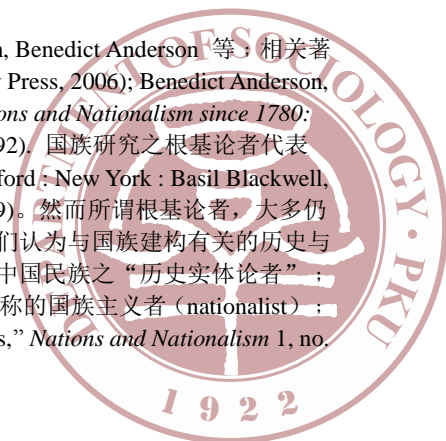 n, Benedict Anderson 等；相关著
y Press, 2006); Benedict Anderson,
ons and Nationalism since 1780:
92). 国族研究之根基论者代表
ford : New York : Basil Blackwell,
9)。然而所谓根基论者，大多仍
们认为与国族建构有关的历史与
中国民族之“历史实体论者”；
称的国族主义者（nationalist）；
s,” Nations and Nationalism 1, no.
DEPARTMENT OF SOCIOLOGY · PKU
1922